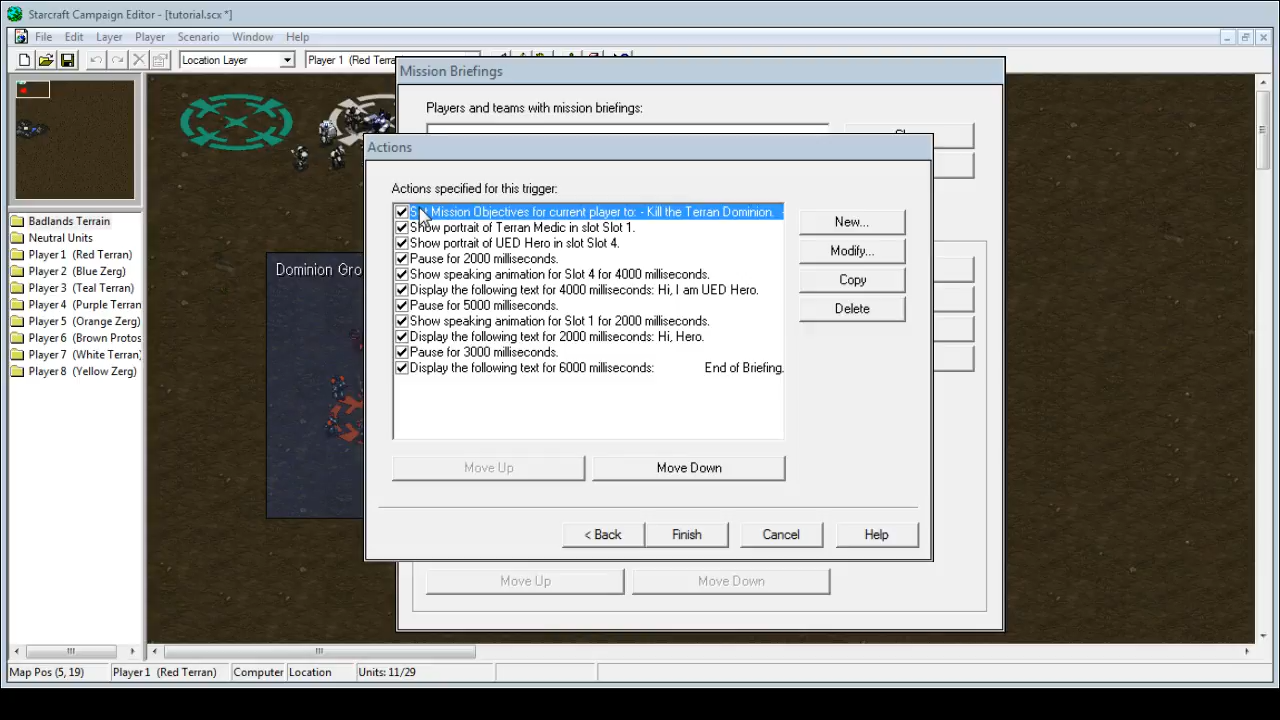 Starcraft Campaign Editor - [tutorial.scx *]
File Edit Layer Player Scenario Window Help
Location Layer
Player 1 (Red Terra
Mission Briefings
Players and teams with mission briefings:
Actions
Actions specified for this trigger:
Mission Objectives for current player to: - Kill the Terran Dominion. -
Show portrait of Terran Medic in slot Slot 1.
Show portrait of UED Hero in slot Slot 4.
Pause for 2000 milliseconds.
Show speaking animation for Slot 4 for 4000 milliseconds.
Display the following text for 4000 milliseconds: Hi, I am UED Hero.
Pause for 5000 milliseconds.
Show speaking animation for Slot 1 for 2000 milliseconds.
Display the following text for 2000 milliseconds: Hi, Hero.
Pause for 3000 milliseconds.
Display the following text for 6000 milliseconds: End of Briefing.
New...
Modify...
Copy
Delete
Move Up
Move Down
< Back
Finish
Cancel
Help
Move Up
Move Down
Badlands Terrain
Neutral Units
Player 1 (Red Terran)
Player 2 (Blue Zerg)
Player 3 (Teal Terran)
Player 4 (Purple Terran
Player 5 (Orange Zerg)
Player 6 (Brown Protos
Player 7 (White Terran)
Player 8 (Yellow Zerg)
Dominion Gro
Map Pos (5, 19)
Player 1 (Red Terran)
Computer
Location
Units: 11/29